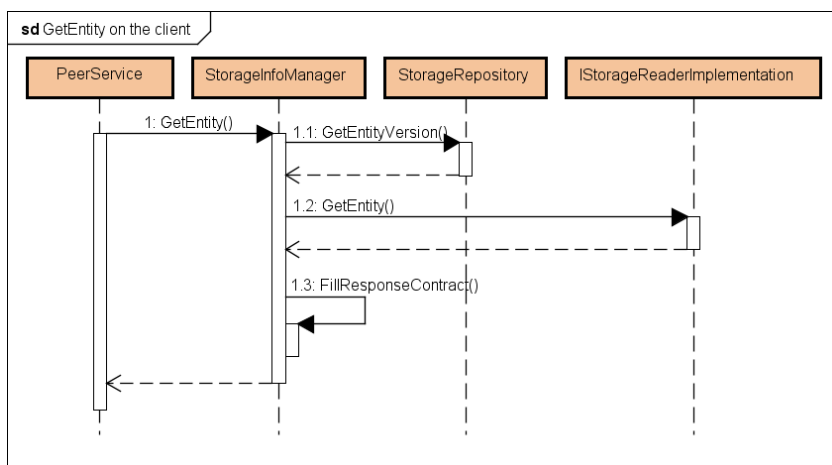 sd GetEntity on the client
PeerService
StorageInfoManager
StorageRepository
IStorageReaderImplementation
1: GetEntity()
1.1: GetEntityVersion()
1.2: GetEntity()
1.3: FillResponseContract()